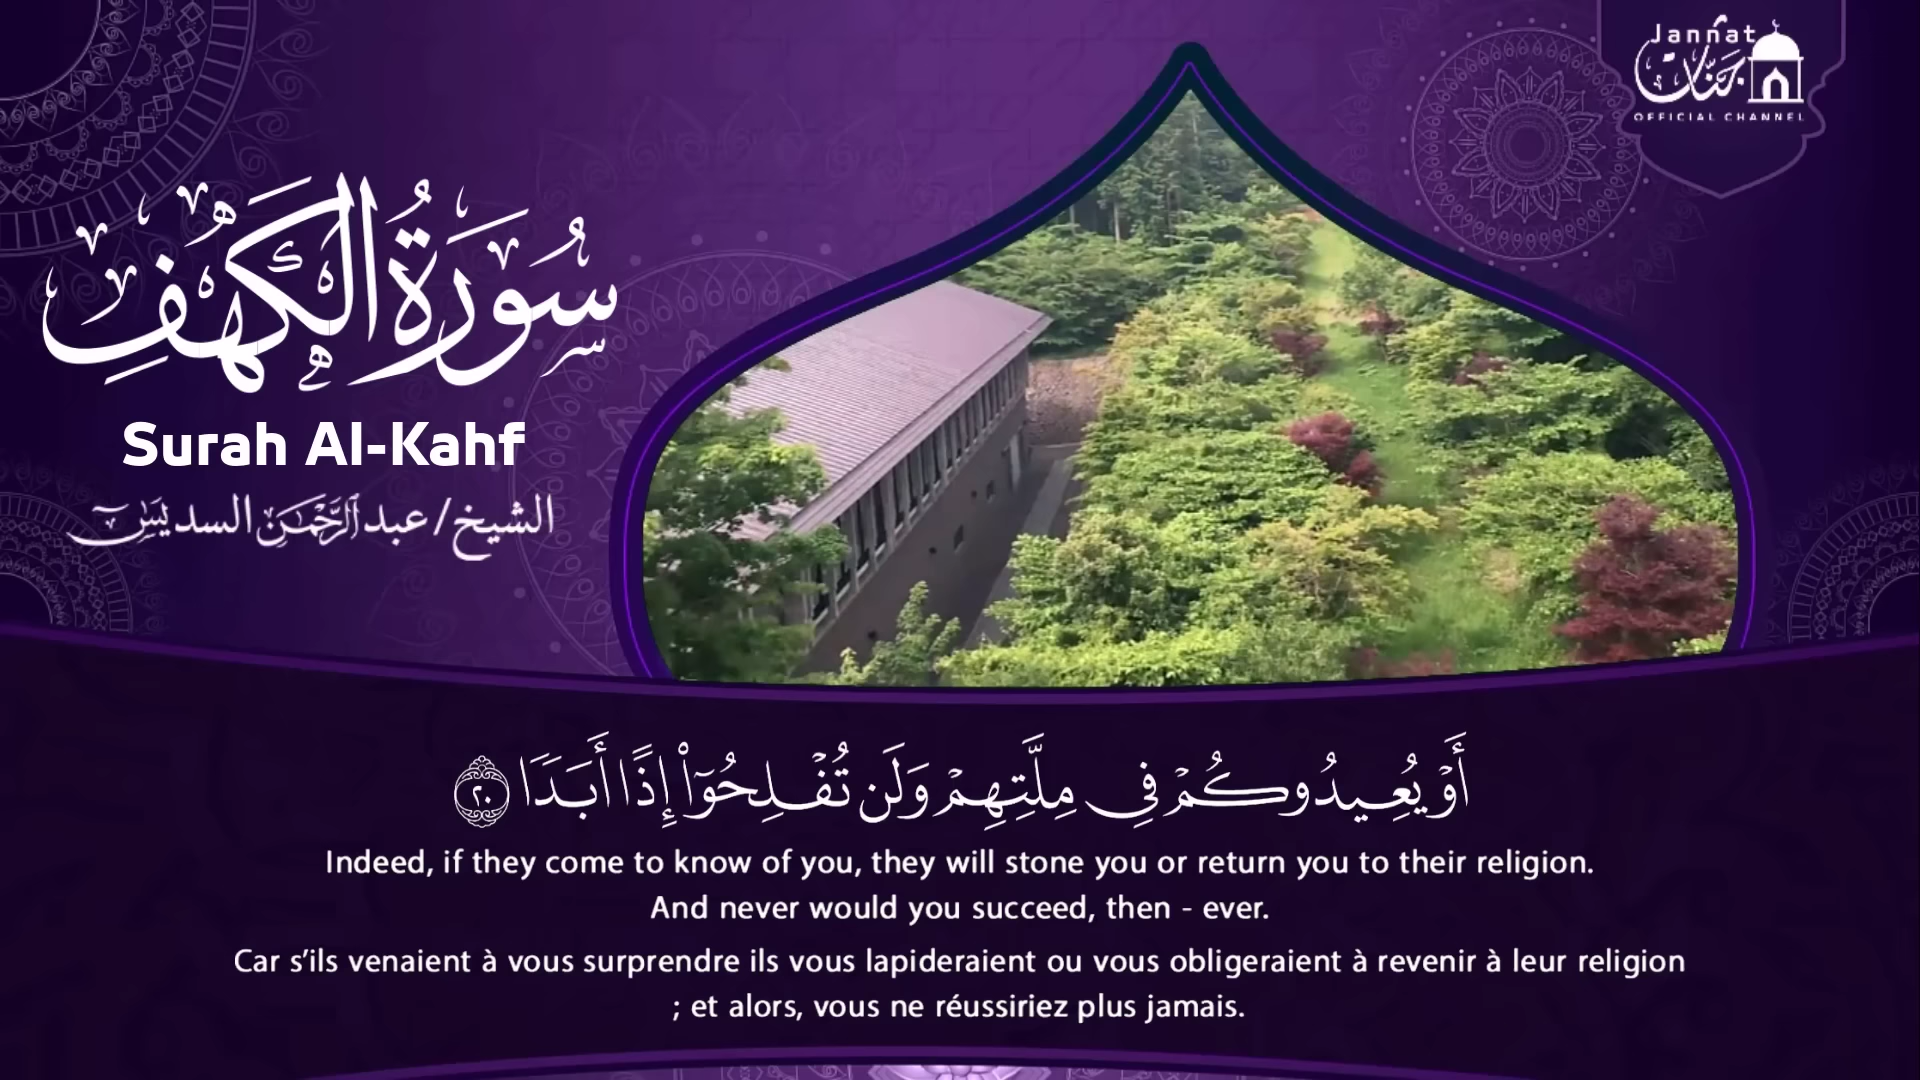 Jannat
جنات
OFFICIAL CHANNEL
سُورَةُ الكَهْفِ
Surah Al-Kahf
الشيخ/عبد الرَّحْمَـٰن السديس
أَوْ يُعِيدُوكُمْ فِى مِلَّتِهِمْ وَلَن تُفْلِحُوٓا۟ إِذًا أَبَدًا ٢٠
Indeed, if they come to know of you, they will stone you or return you to their religion.
And never would you succeed, then - ever.
Car s’ils venaient à vous surprendre ils vous lapideraient ou vous obligeraient à revenir à leur religion
; et alors, vous ne réussiriez plus jamais.